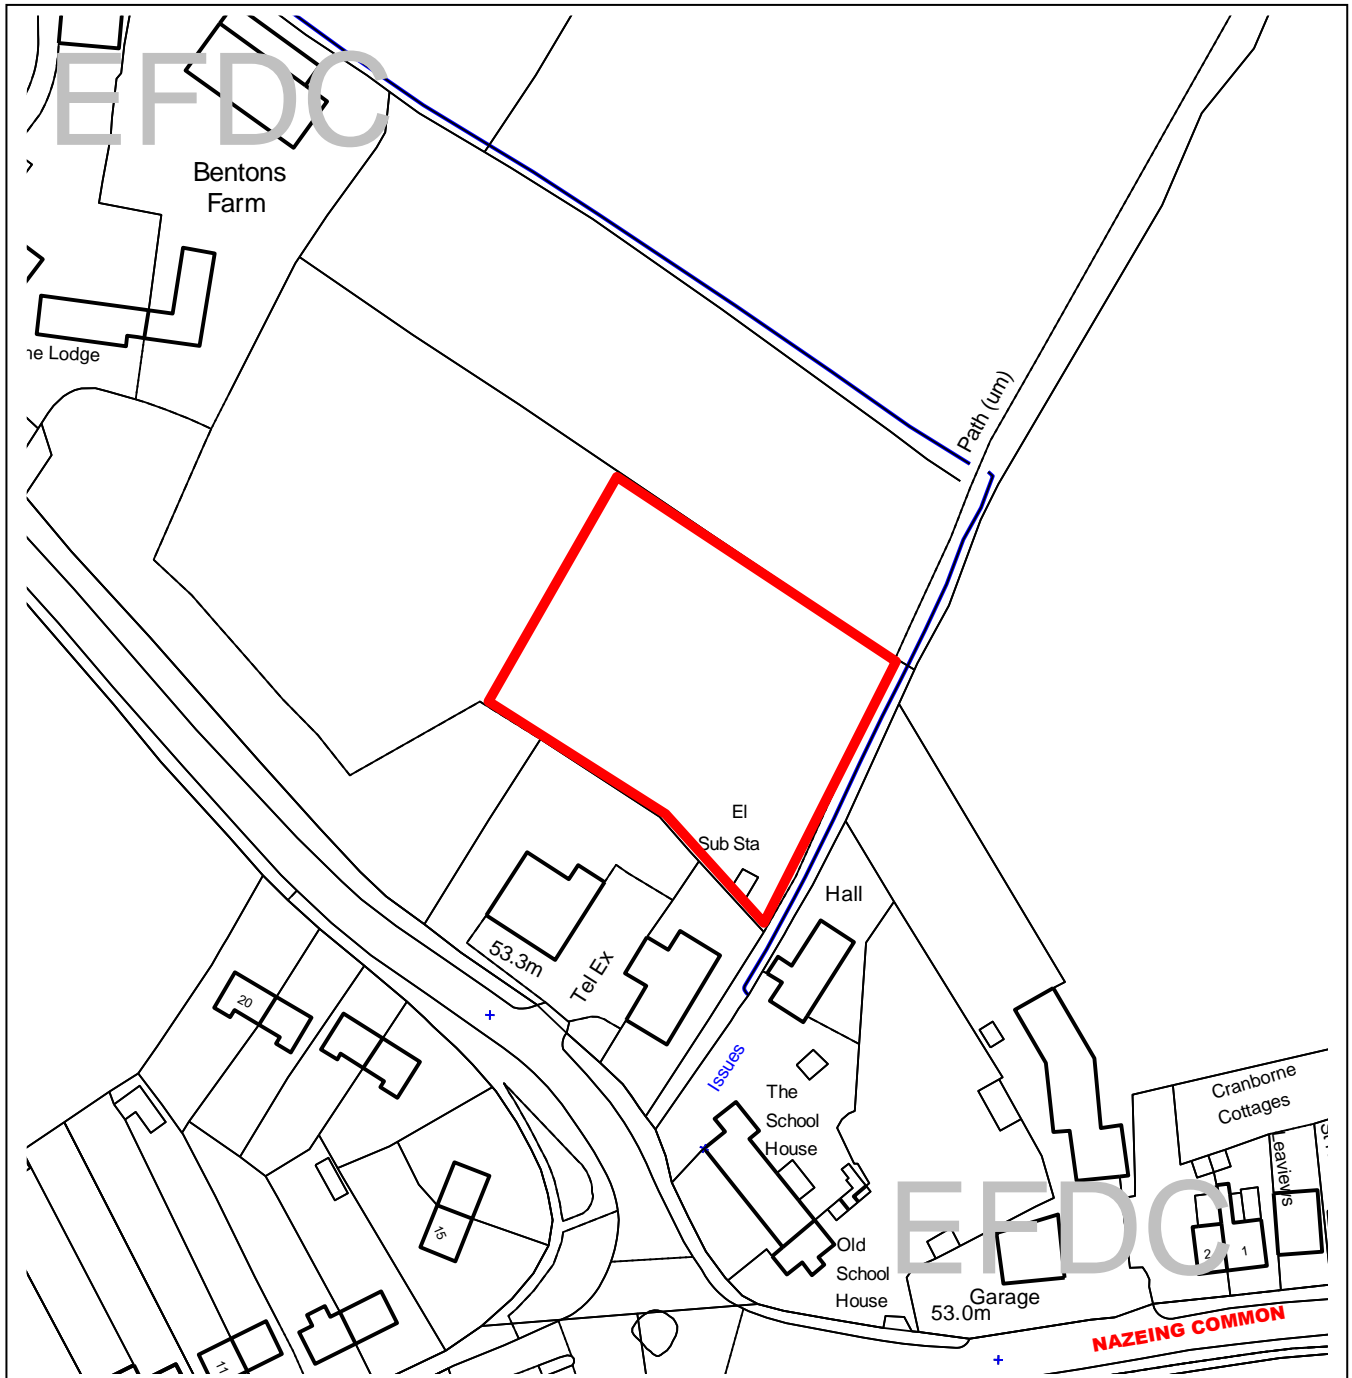 EFDC
Bentons
Farm
ne Lodge
Path (um)
El
Sub Sta
Hall
53.3m
Tel Ex
20
Issues
The
School
House
Cranborne
Cottages
Leaviews
15
Old
School
House
EFDC
2
1
Garage
53.0m
NAZEING COMMON
11